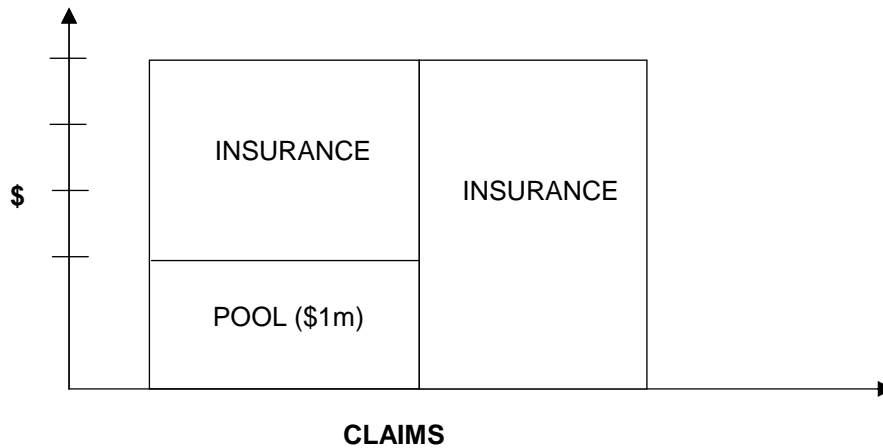 INSURANCE
INSURANCE
$
POOL ($1m)
CLAIMS